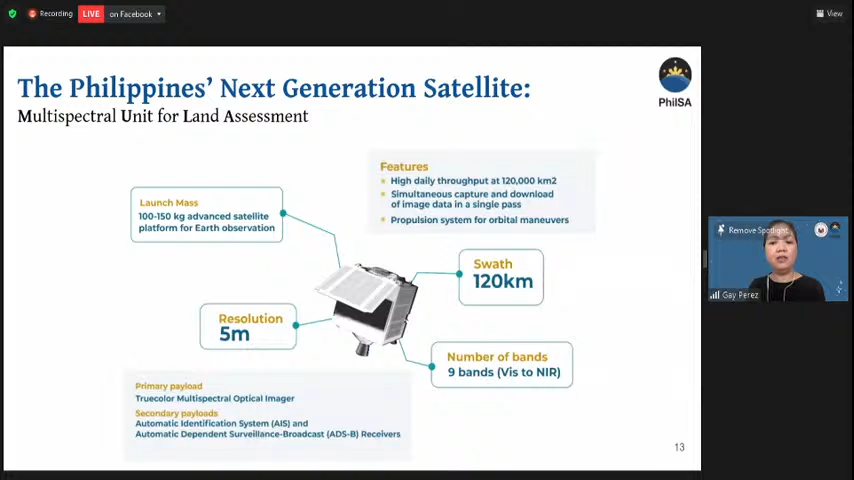 Recording
LIVE on Facebook
View
The Philippines' Next Generation Satellite:
Multispectral Unit for Land Assessment
PhilSA
Features
High daily throughput at 120,000 km2
Simultaneous capture and download
of image data in a single pass
Propulsion system for orbital maneuvers
Launch Mass
100-150 kg advanced satellite
platform for Earth observation
Swath
120km
Resolution
5m
Number of bands
9 bands (Vis to NIR)
Primary payload
Truecolor Multispectral Optical Imager
Secondary payloads
Automatic Identification System (AIS) and
Automatic Dependent Surveillance-Broadcast (ADS-B) Receivers
13
Remove Spotlight
Gay Perez